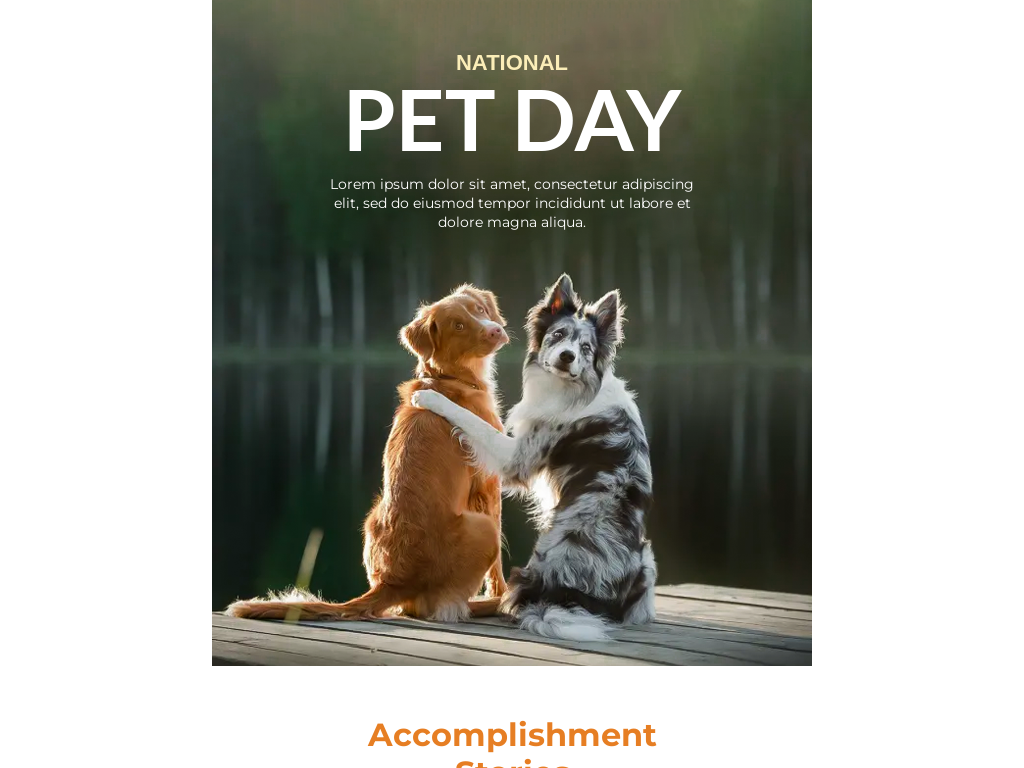 NATIONAL
PET DAY
Lorem ipsum dolor sit amet, consectetur adipiscing
elit, sed do eiusmod tempor incididunt ut labore et
dolore magna aliqua.
Accomplishment
Stories